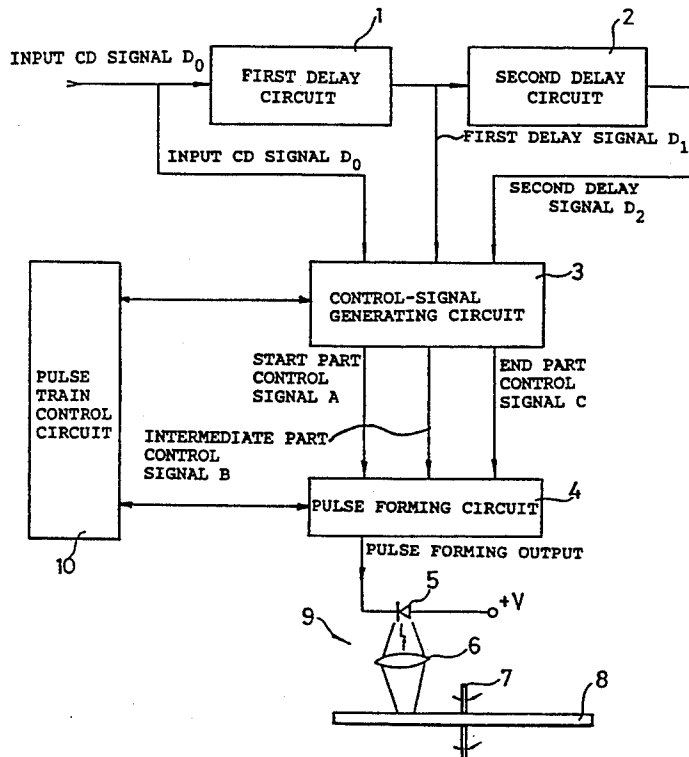 1
2
INPUT CD SIGNAL D0
FIRST DELAY
CIRCUIT
SECOND DELAY
CIRCUIT
FIRST DELAY SIGNAL D1
INPUT CD SIGNAL D0
SECOND DELAY
SIGNAL D2
3
CONTROL-SIGNAL
GENERATING CIRCUIT
START PART
CONTROL
SIGNAL A
END PART
CONTROL
SIGNAL C
PULSE
TRAIN
CONTROL
CIRCUIT
INTERMEDIATE PART
CONTROL
SIGNAL B
4
PULSE FORMING CIRCUIT
10
PULSE FORMING OUTPUT
5
+V
9
6
7
8